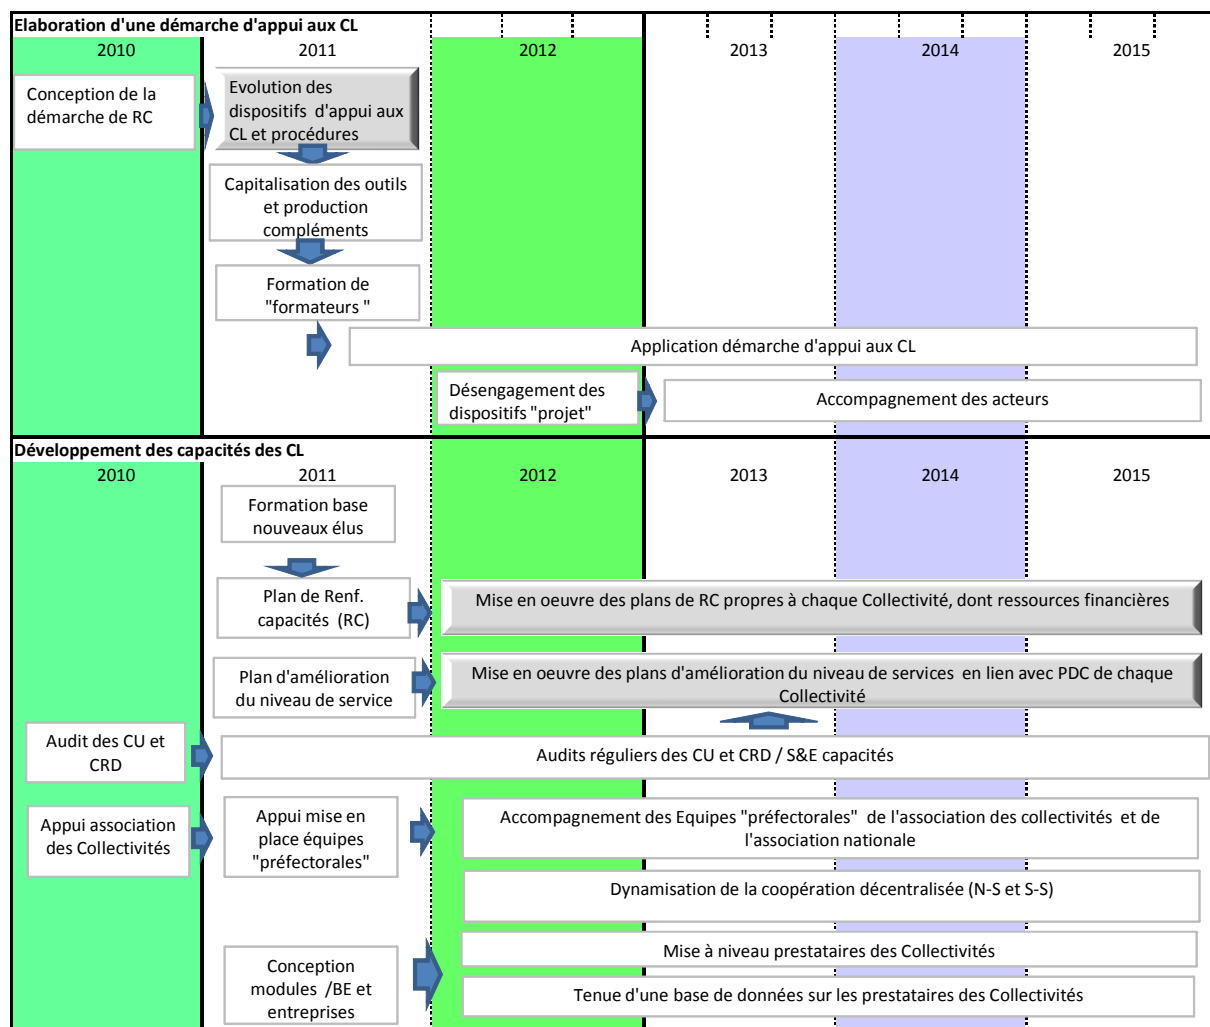 Elaboration d'une démarche d'appui aux CL
2010 2011 2012 2013 2014 2015
Conception de la
démarche de RC
Evolution des
dispositifs d'appui aux
CL et procédures
Capitalisation des outils
et production
compléments
Formation de
"formateurs "
Application démarche d'appui aux CL
Désengagement des
dispositifs "projet"
Accompagnement des acteurs
Développement des capacités des CL
2010 2011 2012 2013 2014 2015
Formation base
nouveaux élus
Plan de Renf.
capacités (RC)
Mise en oeuvre des plans de RC propres à chaque Collectivité, dont ressources financières
Plan d'amélioration
du niveau de service
Mise en oeuvre des plans d'amélioration du niveau de services en lien avec PDC de chaque
Collectivité
Audit des CU et
CRD
Audits réguliers des CU et CRD / S&E capacités
Appui association
des Collectivités
Appui mise en
place équipes
"préfectorales"
Accompagnement des Equipes "préfectorales" de l'association des collectivités et de
l'association nationale
Dynamisation de la coopération décentralisée (N-S et S-S)
Conception
modules /BE et
entreprises
Mise à niveau prestataires des Collectivités
Tenue d'une base de données sur les prestataires des Collectivités